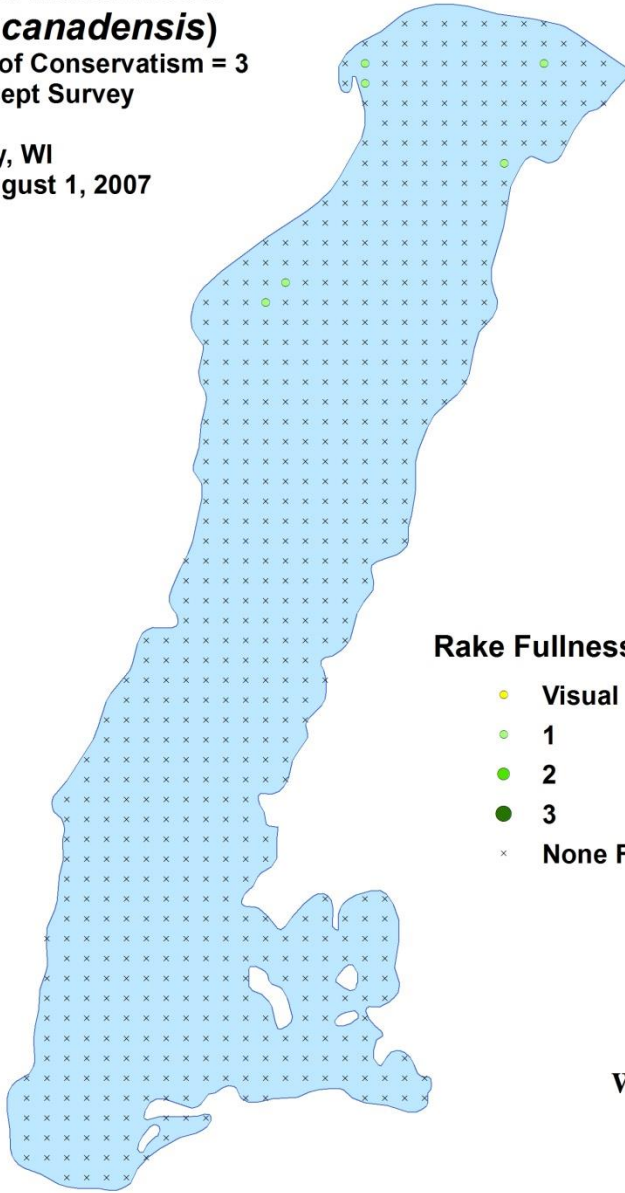 canadensis)
of Conservatism = 3
ept Survey
y, WI
gust 1, 2007
Rake Fullness
Visual
1
2
3
None F
W